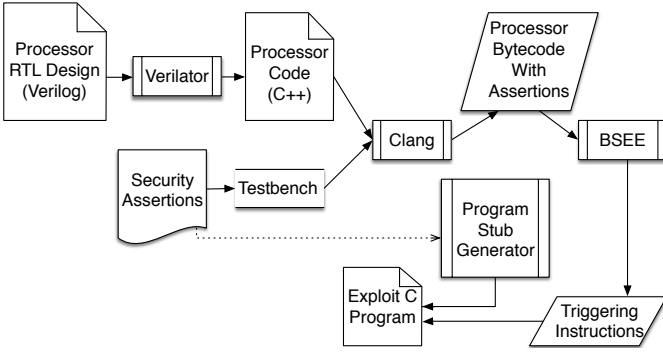 Processor
RTL Design
(Verilog)
Verilator
Processor
Code
(C++)
Processor
Bytecode
With
Assertions
Clang
BSEE
Security
Assertions
Testbench
Program
Stub
Generator
Exploit C
Program
Triggering
Instructions